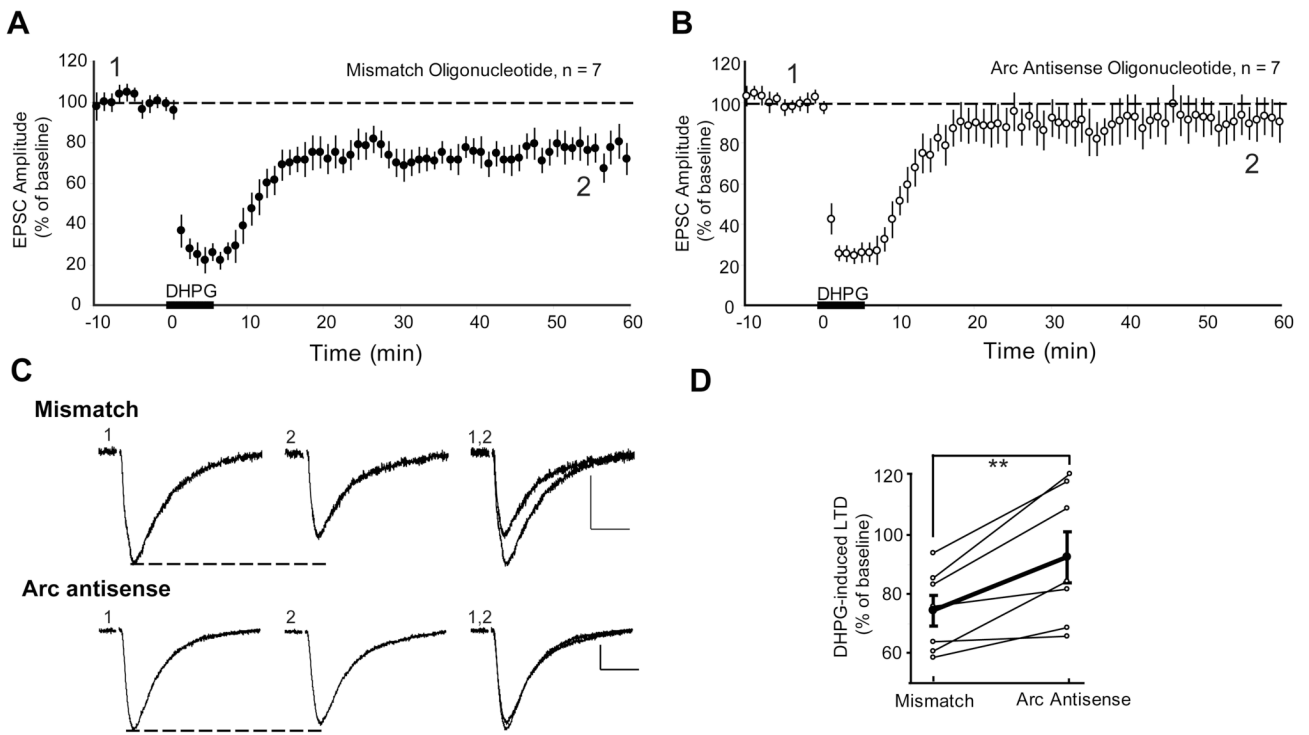 A
120
100
80
60
40
20
0
EPSC Amplitude
(% of baseline)
1
Mismatch Oligonucleotide, n = 7
2
DHPG
-10 0 10 20 30 40 50 60
Time (min)
B
120
100
80
60
40
20
0
EPSC Amplitude
(% of baseline)
1
Arc Antisense Oligonucleotide, n = 7
2
DHPG
-10 0 10 20 30 40 50 60
Time (min)
C
Mismatch
1 2 1,2
Arc antisense
1 2 1,2
D
**
120
100
80
60
DHPG-induced LTD
(% of baseline)
Mismatch Arc Antisense